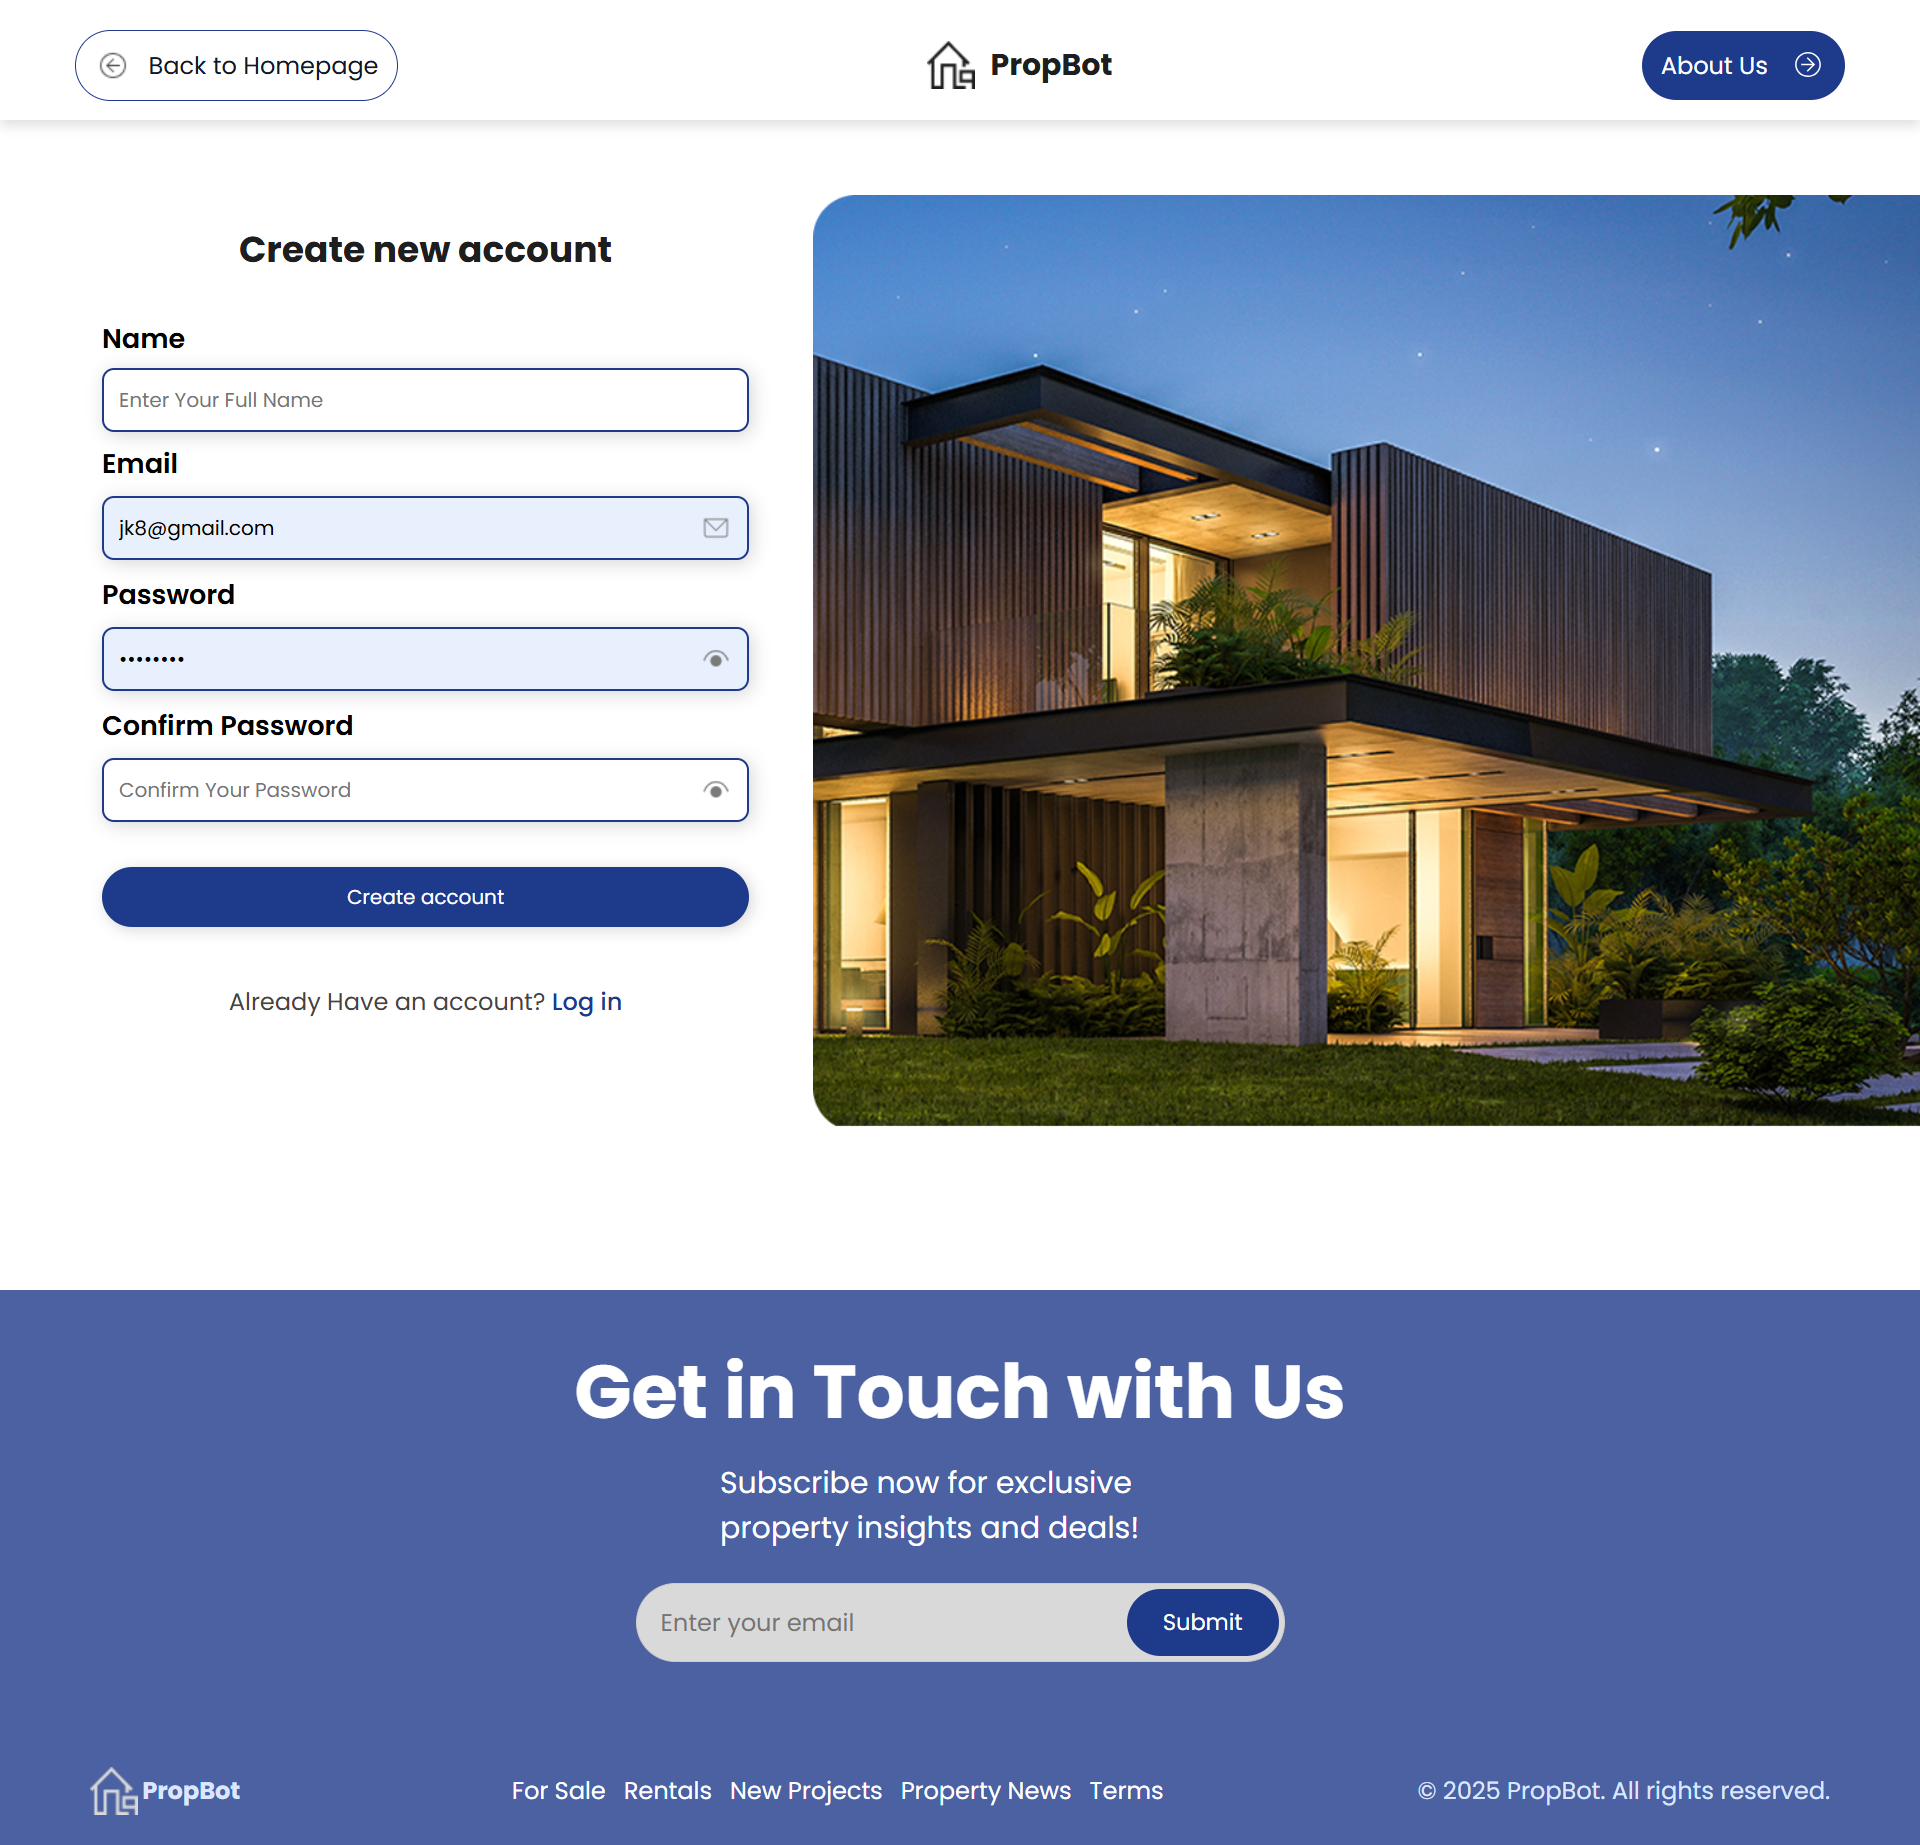 Back to Homepage
PropBot
About Us
Create new account
Name
Enter Your Full Name
Email
jk8@gmail.com
Password
••••••••
Confirm Password
Confirm Your Password
Create account
Already Have an account? Log in
Get in Touch with Us
Subscribe now for exclusive
property insights and deals!
Enter your email
Submit
PropBot
For Sale Rentals New Projects Property News Terms
© 2025 PropBot. All rights reserved.